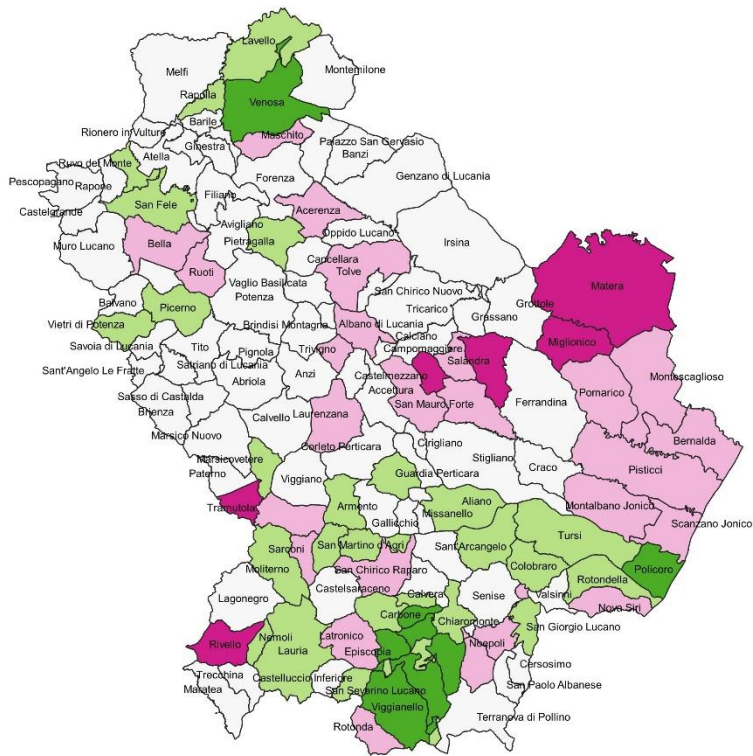 Lavello
Melfi
Montemilone
Rapolla
Venosa
Barile
Rionero in Vulture
Maschito
Ginestra
Palazzo San Gervasio
Atella
Banzi
Ruvo del Monte
Forenza
Genzano di Lucania
Pescopagano
Rapone
Filiano
San Fele
Acerenza
Castelgrande
Avigliano
Oppido Lucano
Pietragalla
Muro Lucano
Bella
Irsina
Cancellara
Ruoti
Tolve
Vaglio Basilicata
Potenza
San Chirico Nuovo
Matera
Balvano
Picerno
Tricarico
Grottole
Grassano
Vietri di Potenza
Brindisi Montagna
Albano di Lucania
Calciano
Miglionico
Savoia di Lucania
Tito
Pignola
Trivigno
Campomaggiore
Salandra
Satriano di Lucania
Sant'Angelo Le Fratte
Abriola
Anzi
Castelmezzano
Accettura
Montescaglioso
Pomarico
Sasso di Castalda
Brienza
San Mauro Forte
Ferrandina
Calvello
Laurenzana
Bernalda
Marsico Nuovo
Corleto Perticara
Cirigliano
Marsicovetere
Stigliano
Paterno
Viggiano
Guardia Perticara
Craco
Pisticci
Tramutola
Aliano
Armento
Missanello
Montalbano Jonico
Gallicchio
Scanzano Jonico
Tursi
Sarconi
San Martino d'Agri
Sant'Arcangelo
Moliterno
San Chirico Raparo
Colobraro
Policoro
Rotondella
Castelsaraceno
Calvera
Senise
Valsinni
Lagonegro
Nova Siri
Carbone
Chiaromonte
San Giorgio Lucano
Rivello
Nemoli
Latronico
Noepoli
Lauria
Episcopia
Cersosimo
Trecchina
Castelluccio Inferiore
San Severino Lucano
San Paolo Albanese
Maratea
Viggianello
Rotonda
Terranova di Pollino